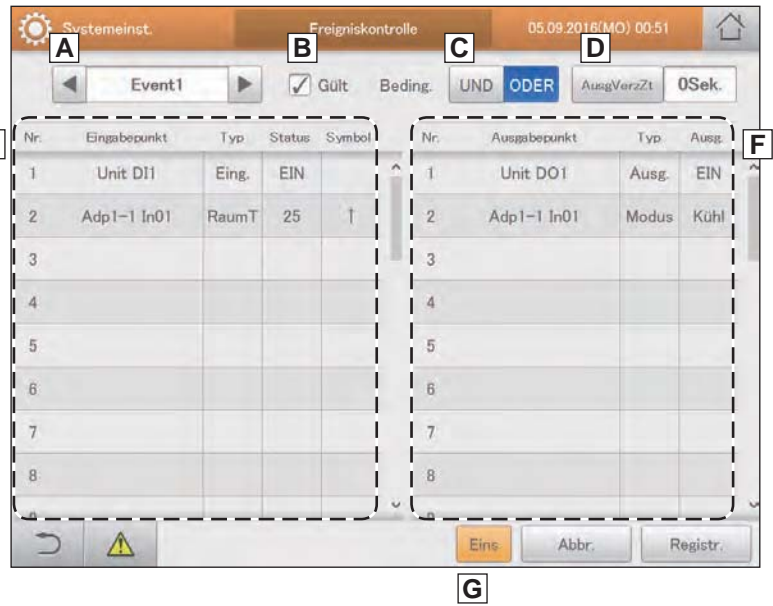 Systemeinst. Ereigniskontrolle 05.09.2016(MO) 00:51
A B C D
Event1 Gült Beding. UND ODER AusgVerzZt 0Sek.
Nr. Eingabepunkt Typ Status Symbol Nr. Ausgabepunkt Typ Ausg. F
1 Unit DI1 Eing. EIN 1 Unit DO1 Ausg. EIN
2 Adp1-1 In01 RaumT 25 ↑ 2 Adp1-1 In01 Modus Kühl
3 3
4 4
5 5
6 6
7 7
8 8
Eins Abbr. Registr.
G